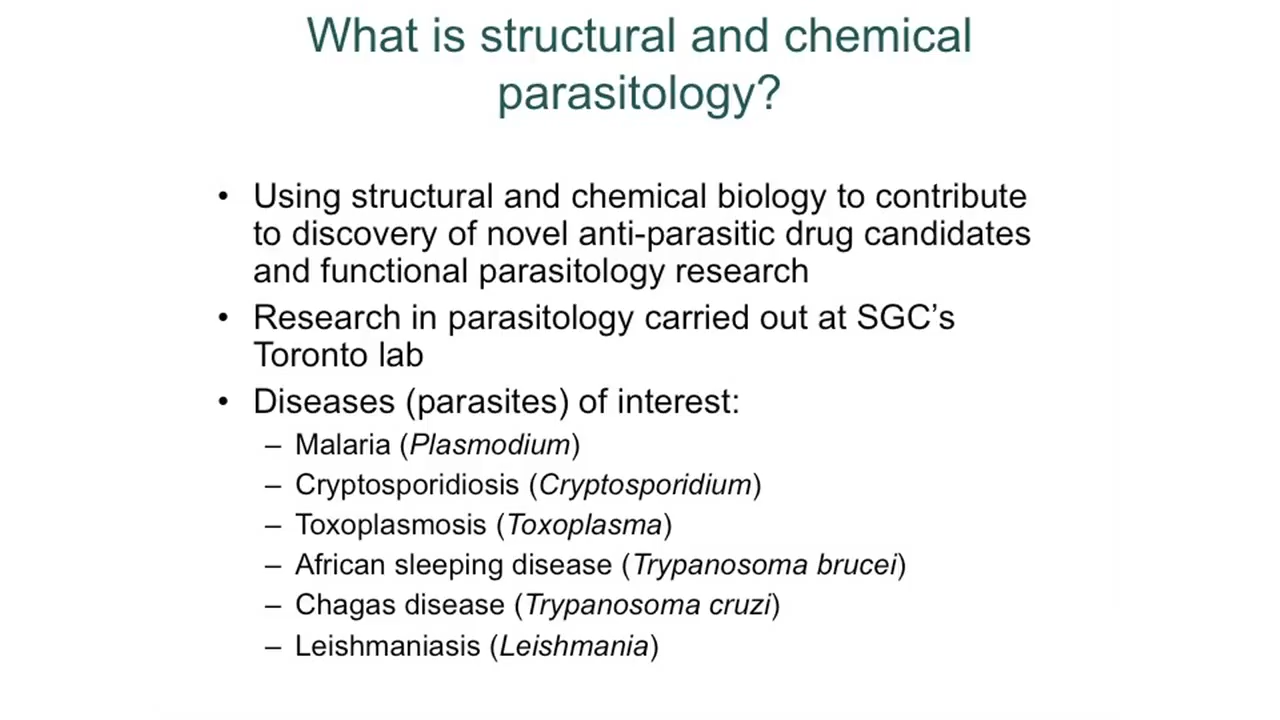 What is structural and chemical
parasitology?
• Using structural and chemical biology to contribute
to discovery of novel anti-parasitic drug candidates
and functional parasitology research
• Research in parasitology carried out at SGC’s
Toronto lab
• Diseases (parasites) of interest:
– Malaria (Plasmodium)
– Cryptosporidiosis (Cryptosporidium)
– Toxoplasmosis (Toxoplasma)
– African sleeping disease (Trypanosoma brucei)
– Chagas disease (Trypanosoma cruzi)
– Leishmaniasis (Leishmania)